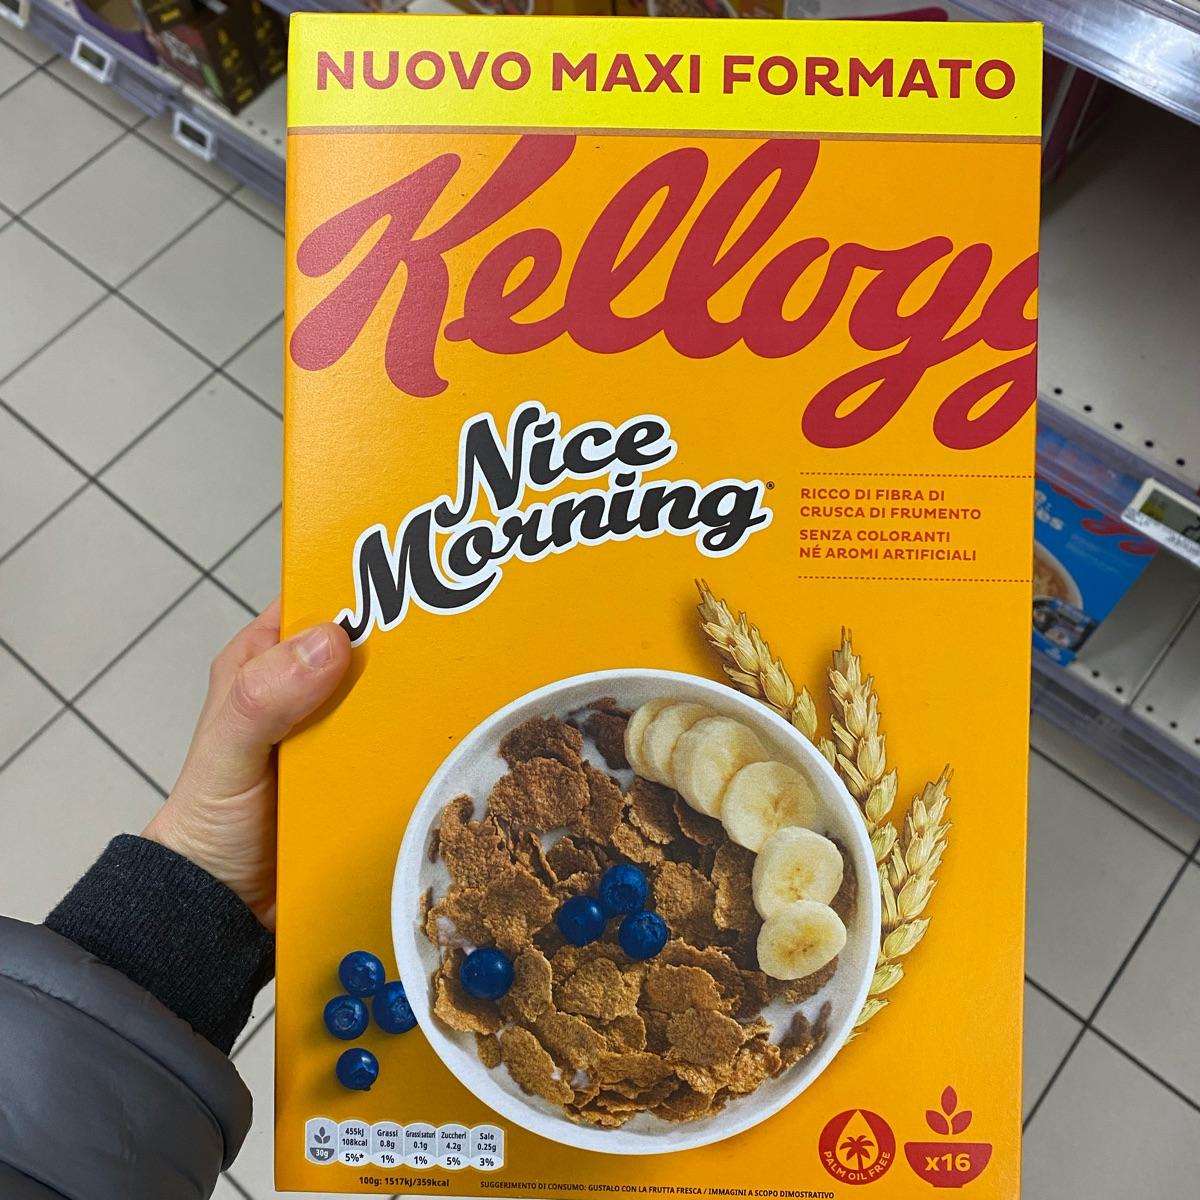 NUOVO MAXI FORMATO
Kellogg
Nice
Morning®
RICCO DI FIBRA DI
CRUSCA DI FRUMENTO
SENZA COLORANTI
NÉ AROMI ARTIFICIALI
30g
455kJ
108kcal
5%*
Grassi
0.8g
1%
Grassi saturi
0.1g
1%
Zuccheri
4.2g
5%
Sale
0.25g
3%
100g: 1517kJ/359kcal
SUGGERIMENTO DI CONSUMO: GUSTALO CON LA FRUTTA FRESCA / IMMAGINI A SCOPO DIMOSTRATIVO
PALM OIL FREE
x16